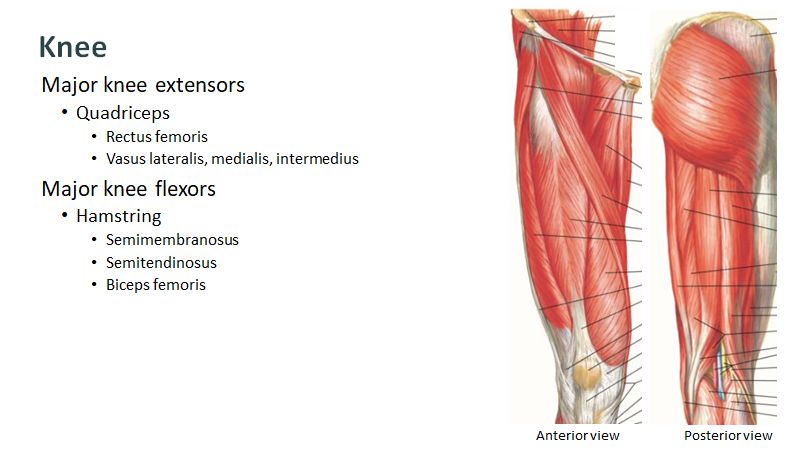 Knee
Major knee extensors
• Quadriceps
• Rectus femoris
• Vasus lateralis, medialis, intermedius
Major knee flexors
• Hamstring
• Semimembranosus
• Semitendinosus
• Biceps femoris
Anterior view
Posterior view